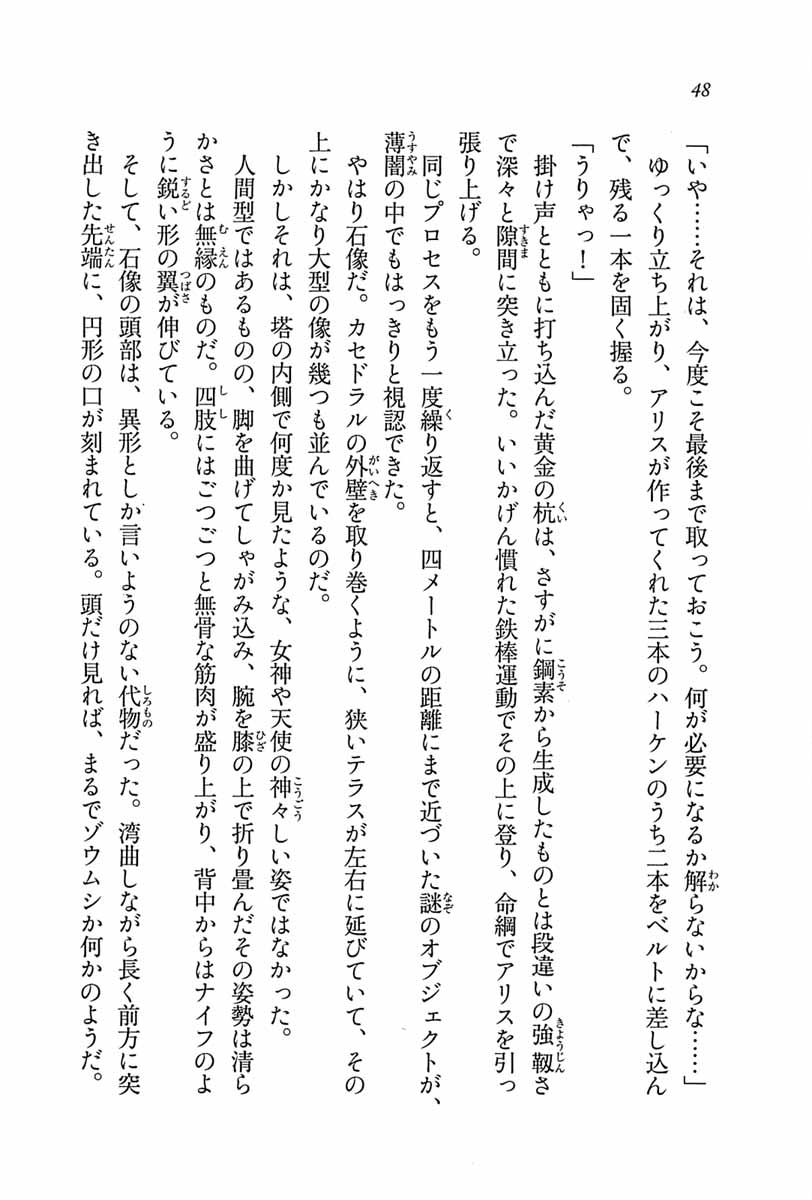 48
「いや……それは、今度こそ最後まで取っておこう。何が必要になるか解らないからな……」
ゆっくり立ち上がり、アリスが作ってくれた三本のハーケンのうち二本をベルトに差し込ん
で、残る一本を固く握る。
「うりゃっ！」
掛け声とともに打ち込んだ黄金の杭は、さすがに鋼素から生成したものとは段違いの強靱さ
で深々と隙間に突き立った。いいかげん慣れた鉄棒運動でその上に登り、命綱でアリスを引っ
張り上げる。
同じプロセスをもう一度繰り返すと、四メートルの距離にまで近づいた謎のオブジェクトが、
薄闇の中でもはっきりと視認できた。
やはり石像だ。カセドラルの外壁を取り巻くように、狭いテラスが左右に延びていて、その
上にかなり大型の像が幾つも並んでいるのだ。
しかしそれは、塔の内側で何度か見たような、女神や天使の神々しい姿ではなかった。
人間型ではあるものの、脚を曲げてしゃがみ込み、腕を膝の上で折り畳んだその姿勢は清ら
かさとは無縁のものだ。四肢にはごつごつと無骨な筋肉が盛り上がり、背中からはナイフのよ
うに鋭い形の翼が伸びている。
そして、石像の頭部は、異形としか言いようのない代物だった。湾曲しながら長く前方に突
き出した先端に、円形の口が刻まれている。頭だけ見れば、まるでゾウムシか何かのようだ。